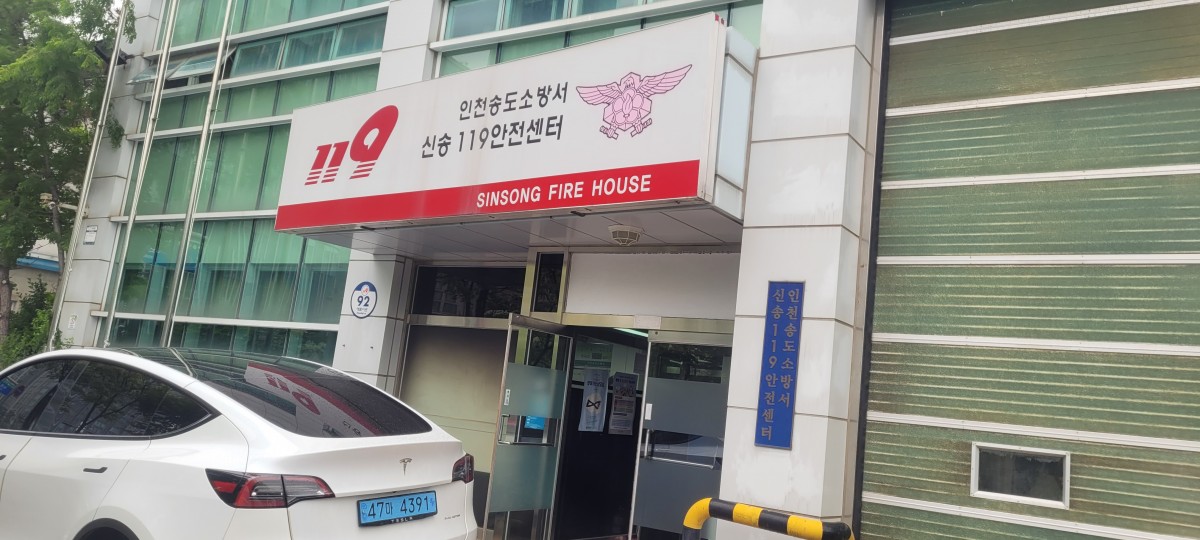 119
인천송도소방서
신송 119안전센터
SINSONG FIRE HOUSE
92
인천송도소방서
신송119안전센터
47마 4391
TESLA